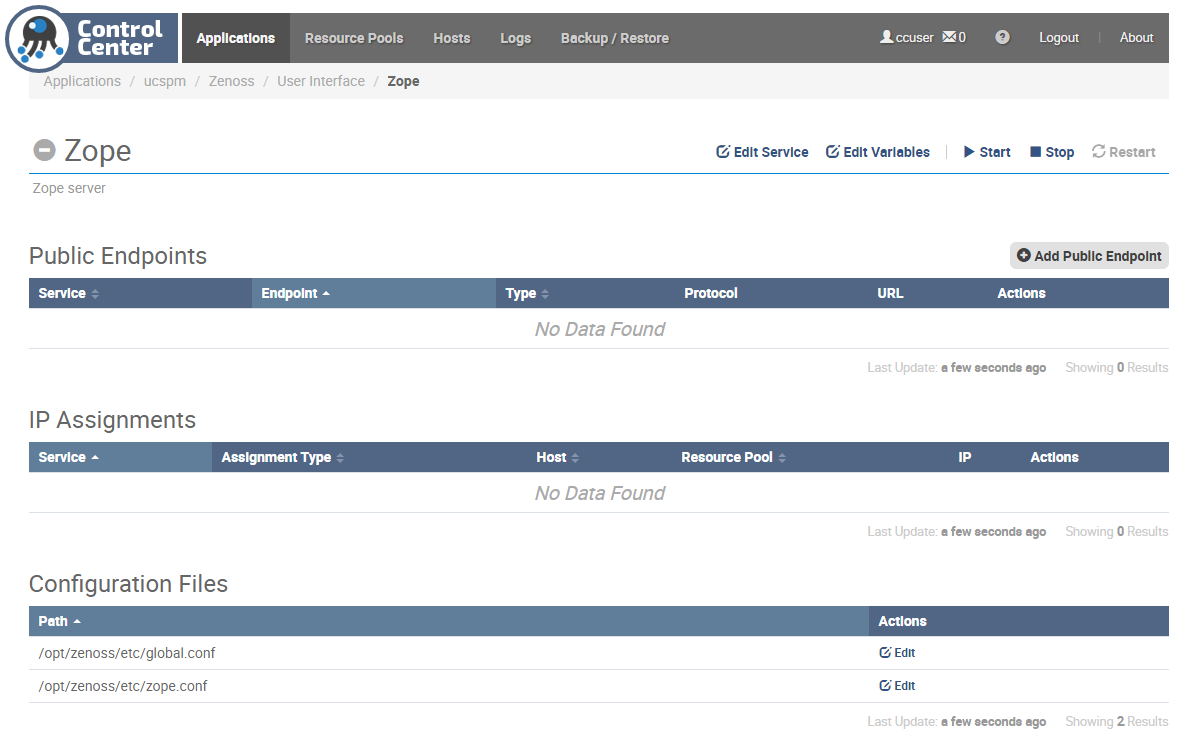 Control Center
Applications Resource Pools Hosts Logs Backup / Restore ccuser 0 ? Logout | About
Applications / ucspm / Zenoss / User Interface / Zope
Zope
Edit Service Edit Variables | Start Stop Restart
Zope server
Public Endpoints
Add Public Endpoint
Service Endpoint Type Protocol URL Actions
No Data Found
Last Update: a few seconds ago Showing 0 Results
IP Assignments
Service Assignment Type Host Resource Pool IP Actions
No Data Found
Last Update: a few seconds ago Showing 0 Results
Configuration Files
Path Actions
/opt/zenoss/etc/global.conf Edit
/opt/zenoss/etc/zope.conf Edit
Last Update: a few seconds ago Showing 2 Results